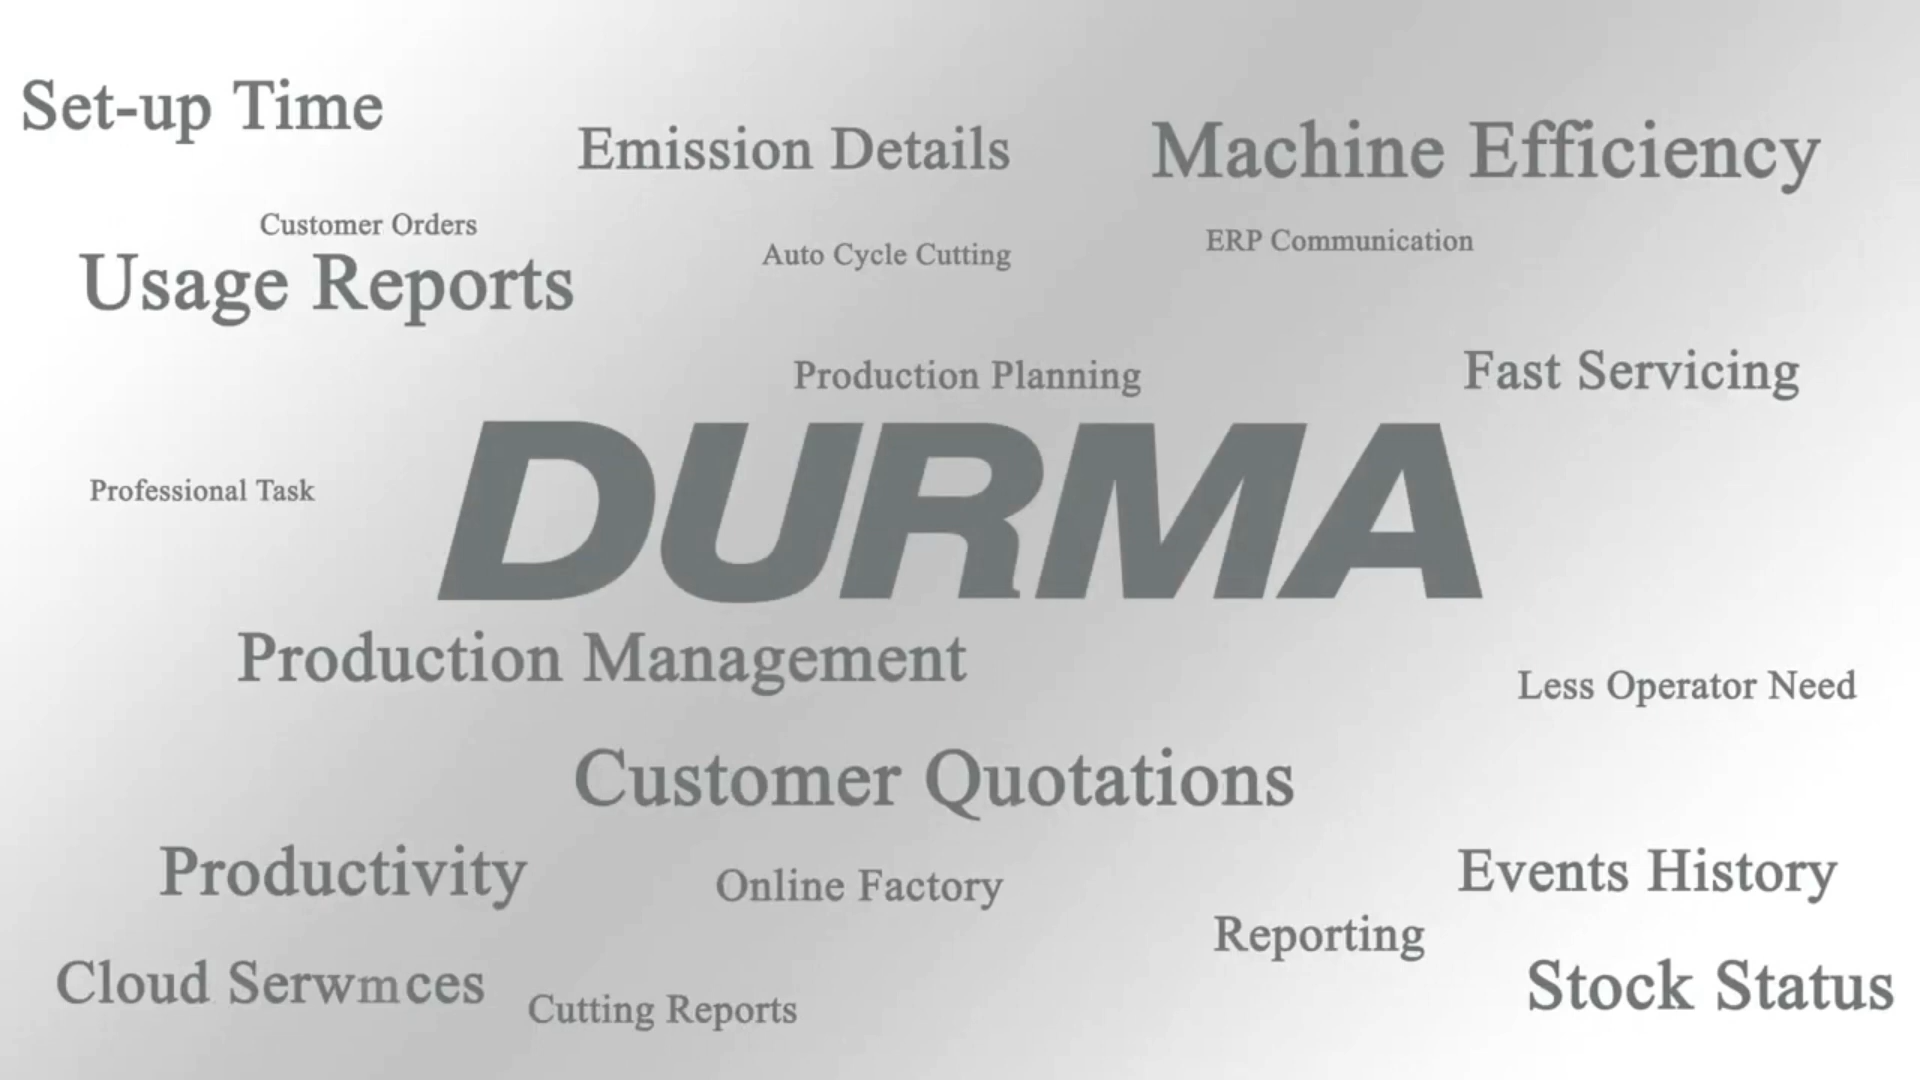 Set-up Time
Emission Details
Machine Efficiency
Customer Orders
Auto Cycle Cutting
ERP Communication
Usage Reports
Production Planning
Fast Servicing
Professional Task
DURMA
Production Management
Less Operator Need
Customer Quotations
Productivity
Online Factory
Events History
Reporting
Cloud Serwmces
Cutting Reports
Stock Status